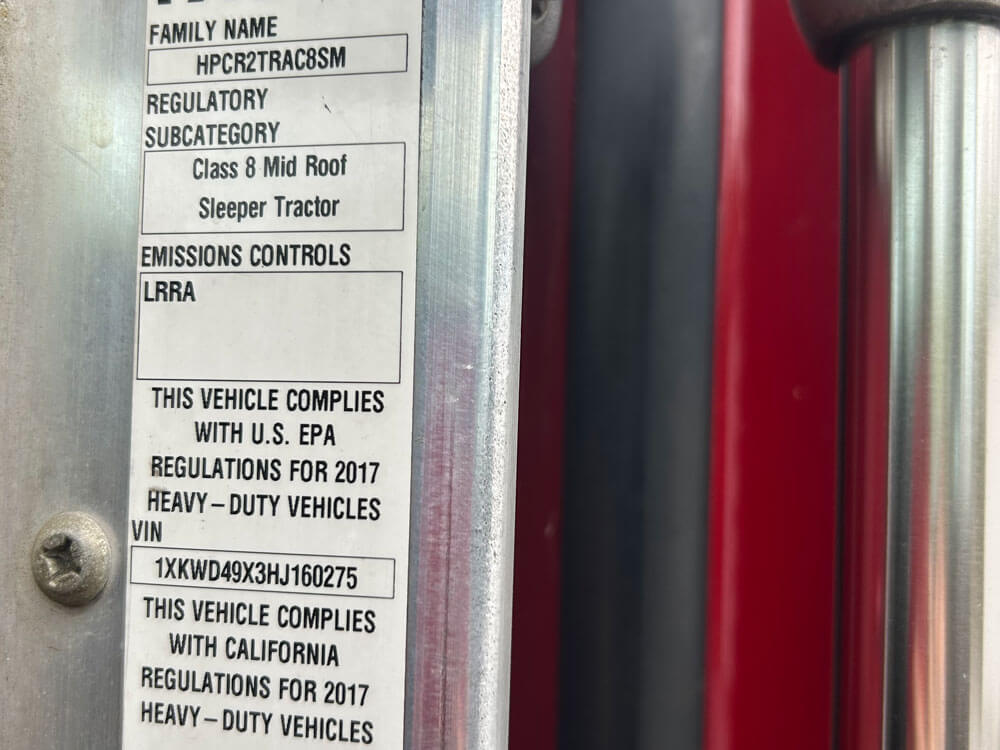 FAMILY NAME
HPCR2TRAC8SM
REGULATORY
SUBCATEGORY
Class 8 Mid Roof
Sleeper Tractor
EMISSIONS CONTROLS
LRRA
THIS VEHICLE COMPLIES
WITH U.S. EPA
REGULATIONS FOR 2017
HEAVY – DUTY VEHICLES
VIN
1XKWD49X3HJ160275
THIS VEHICLE COMPLIES
WITH CALIFORNIA
REGULATIONS FOR 2017
HEAVY – DUTY VEHICLES